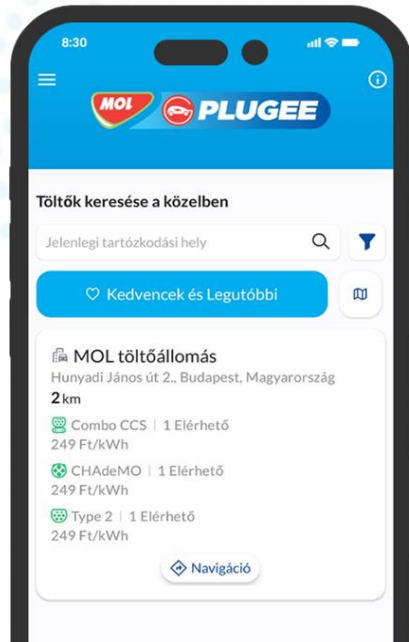 8:30
MOL PLUGEE
Töltők keresése a közelben
Jelenlegi tartózkodási hely
Kedvencek és Legutóbbi
MOL töltőállomás
Hunyadi János út 2., Budapest, Magyarország
2 km
Combo CCS | 1 Elérhető
249 Ft/kWh
CHAdeMO | 1 Elérhető
249 Ft/kWh
Type 2 | 1 Elérhető
249 Ft/kWh
Navigáció